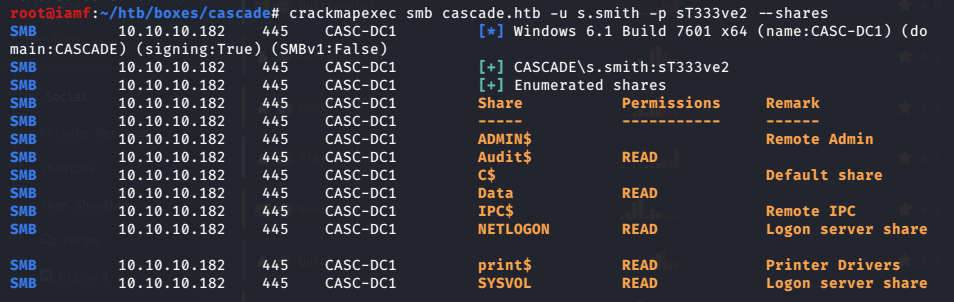 root@iamf:~/htb/boxes/cascade# crackmapexec smb cascade.htb -u s.smith -p sT333ve2 --shares
SMB 10.10.10.182 445 CASC-DC1 [*] Windows 6.1 Build 7601 x64 (name:CASC-DC1) (do
main:CASCADE) (signing:True) (SMBv1:False)
SMB 10.10.10.182 445 CASC-DC1 [+] CASCADE\s.smith:sT333ve2
SMB 10.10.10.182 445 CASC-DC1 [+] Enumerated shares
SMB 10.10.10.182 445 CASC-DC1 Share Permissions Remark
SMB 10.10.10.182 445 CASC-DC1 ----- ----------- ------
SMB 10.10.10.182 445 CASC-DC1 ADMIN$ Remote Admin
SMB 10.10.10.182 445 CASC-DC1 Audit$ READ
SMB 10.10.10.182 445 CASC-DC1 C$ Default share
SMB 10.10.10.182 445 CASC-DC1 Data READ
SMB 10.10.10.182 445 CASC-DC1 IPC$ Remote IPC
SMB 10.10.10.182 445 CASC-DC1 NETLOGON READ Logon server share
SMB 10.10.10.182 445 CASC-DC1 print$ READ Printer Drivers
SMB 10.10.10.182 445 CASC-DC1 SYSVOL READ Logon server share